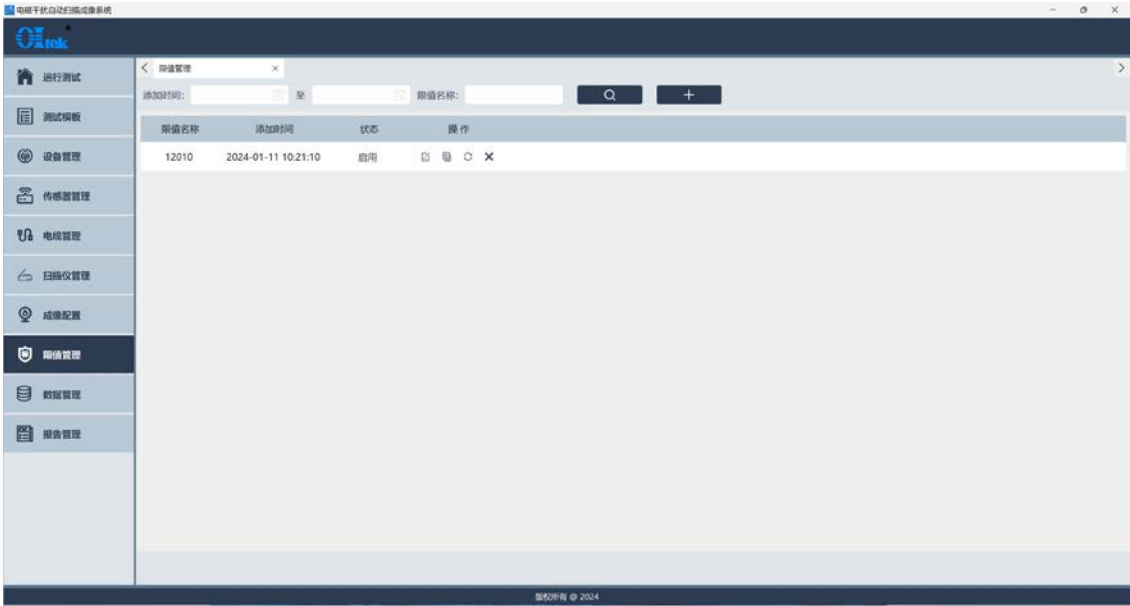 电磁干扰自动扫描成像系统
OItek
运行测试
测试模板
设备管理
传感器管理
电缆管理
扫描仪管理
成像配置
限值管理
数据管理
报告管理
限值管理
添加时间: 至 限值名称:
限值名称 添加时间 状态 操作
12010 2024-01-11 10:21:10 启用
版权所有 @ 2024